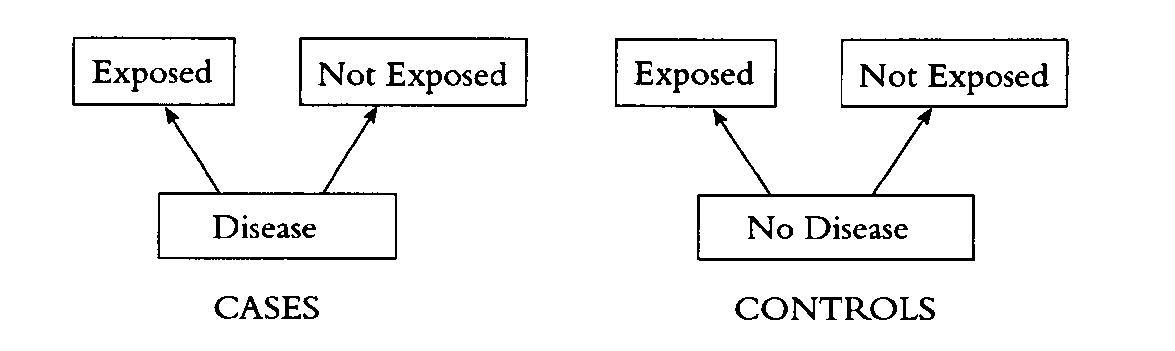 Exposed Not Exposed Exposed Not Exposed
Disease No Disease
CASES CONTROLS